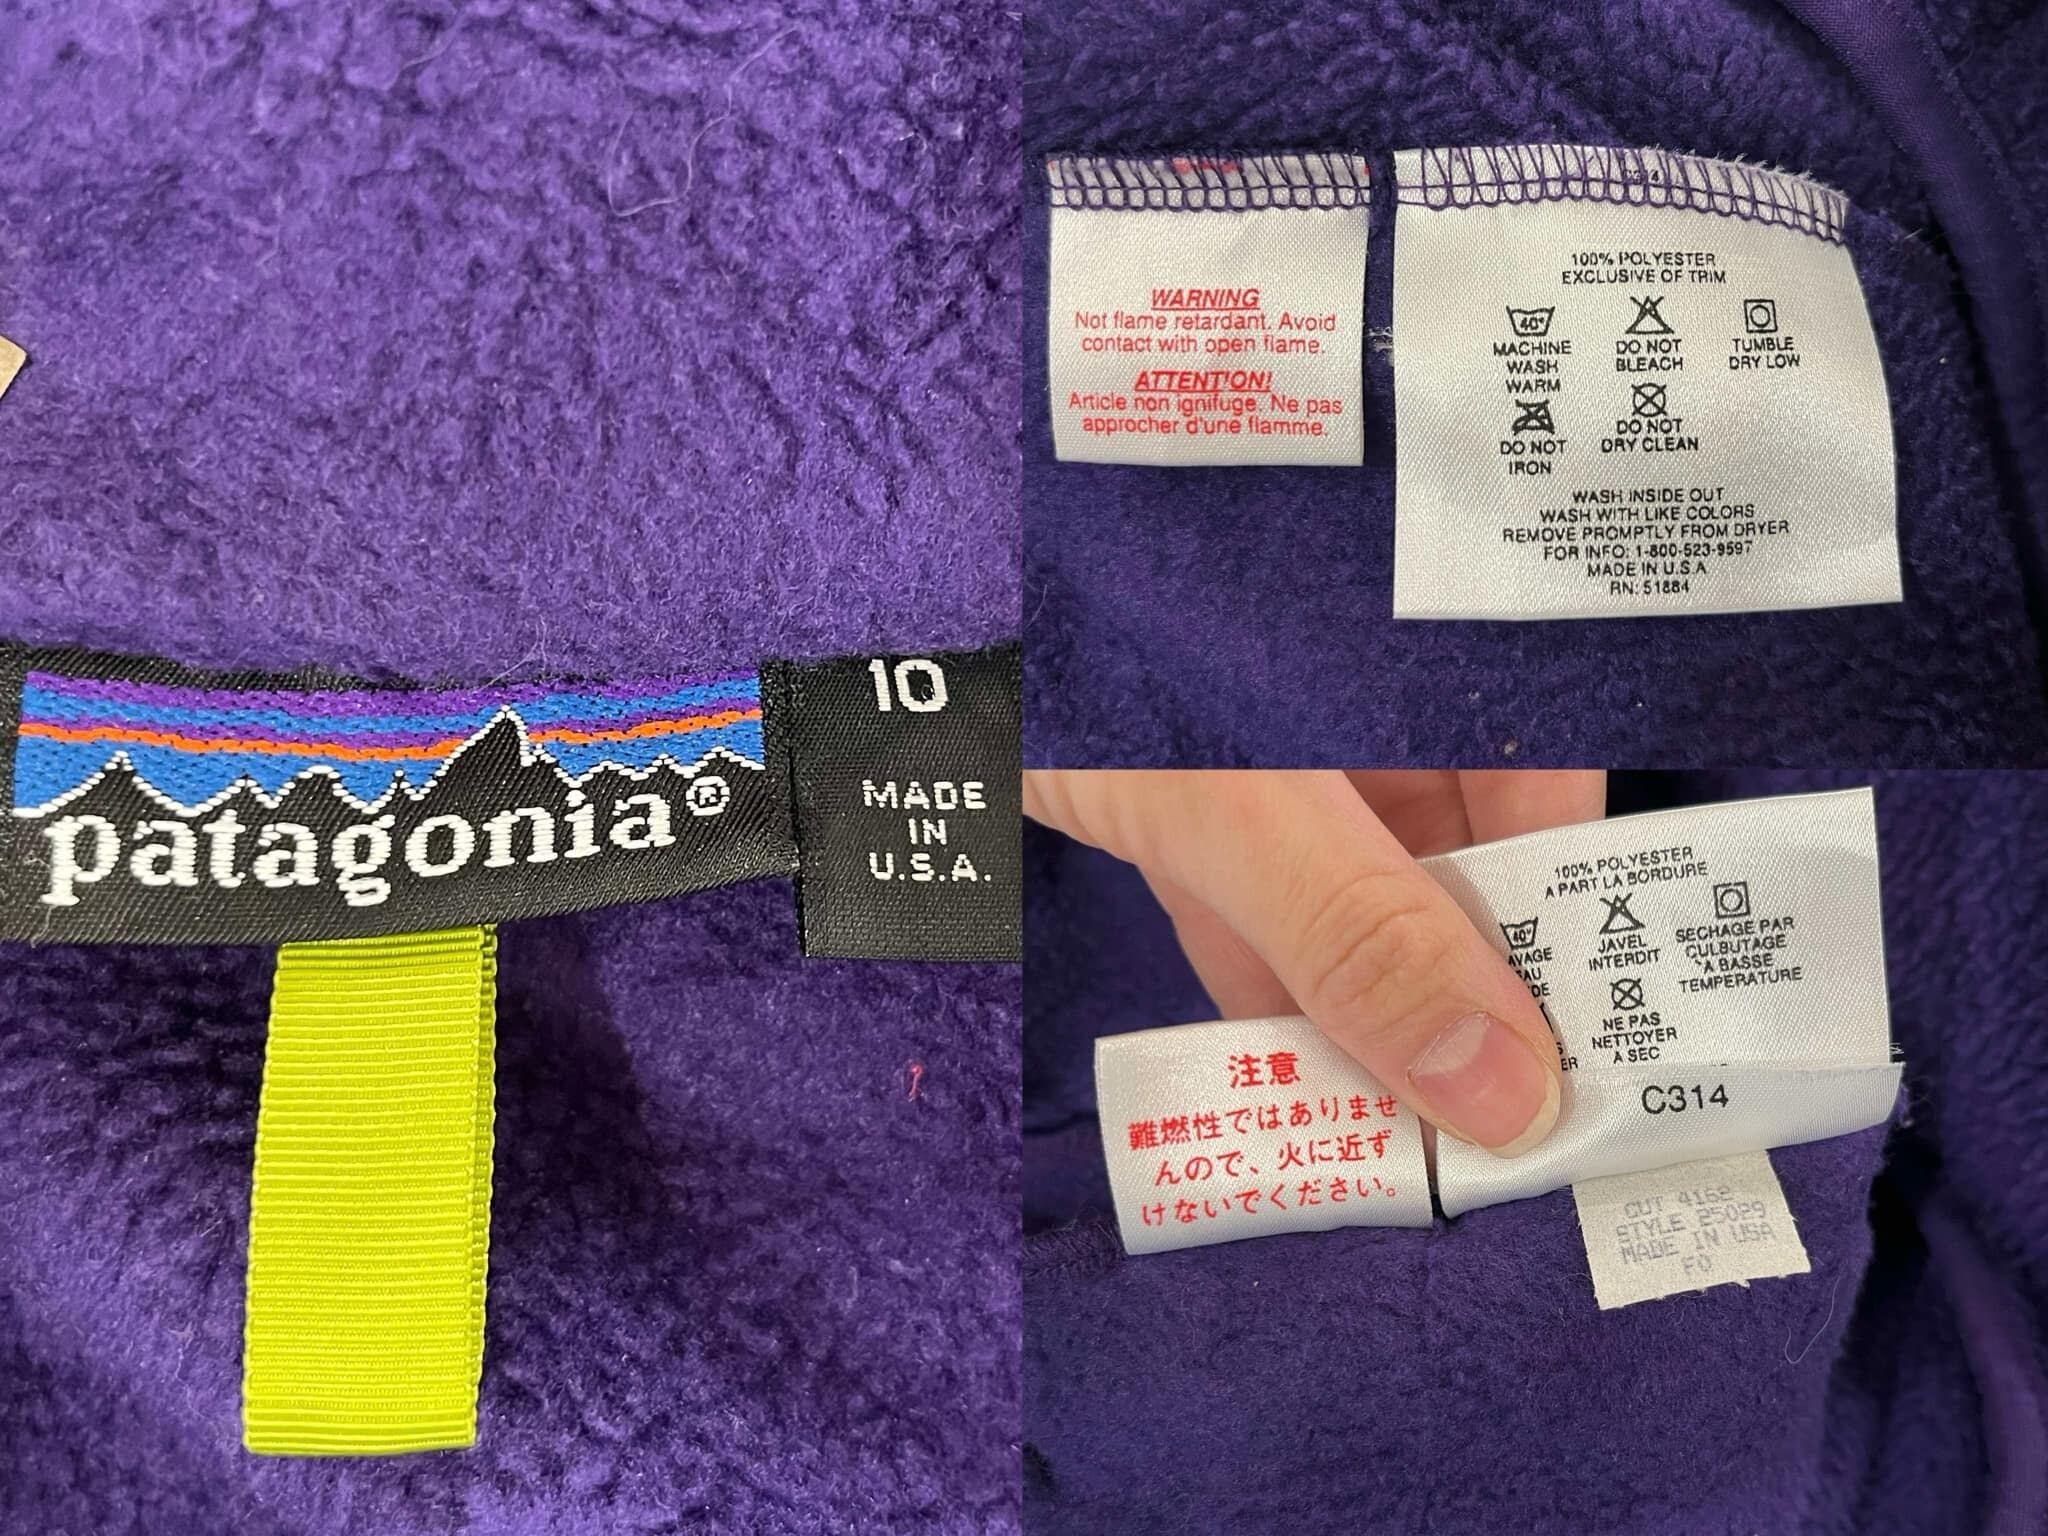 patagonia®
10
MADE
IN
U.S.A.
WARNING
Not flame retardant. Avoid
contact with open flame.
ATTENTION!
Article non ignifuge. Ne pas
approcher d'une flamme.
100% POLYESTER
EXCLUSIVE OF TRIM
40°
MACHINE
WASH
WARM
DO NOT
BLEACH
TUMBLE
DRY LOW
DO NOT
IRON
DO NOT
DRY CLEAN
WASH INSIDE OUT
WASH WITH LIKE COLORS
REMOVE PROMPTLY FROM DRYER
FOR INFO: 1-800-523-9597
MADE IN U.S.A
RN: 51884
注意
難燃性ではありませ
んので、火に近ず
けないでください。
100% POLYESTER
A PART LA BORDURE
40°
JAVEL
INTERDIT
SECHAGE PAR
CULBUTAGE
`A BASSE
TEMPERATURE
NE PAS
NETTOYER
A SEC
C314
CUT 4162
STYLE 25029
MADE IN USA
FO